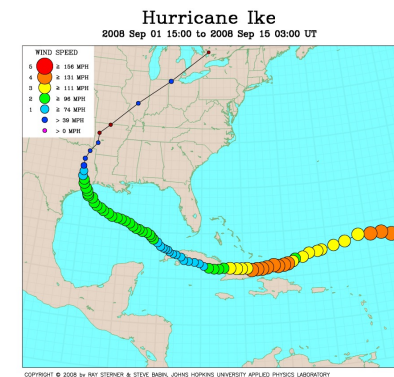 Hurricane Ike
2008 Sep 01 15:00 to 2008 Sep 15 03:00 UT
WIND SPEED
5 ≥ 156 MPH
4 ≥ 131 MPH
3 ≥ 111 MPH
2 ≥ 96 MPH
1 ≥ 74 MPH
> 39 MPH
> 0 MPH
COPYRIGHT © 2008 by RAY STERNER & STEVE BABIN, JOHNS HOPKINS UNIVERSITY APPLIED PHYSICS LABORATORY